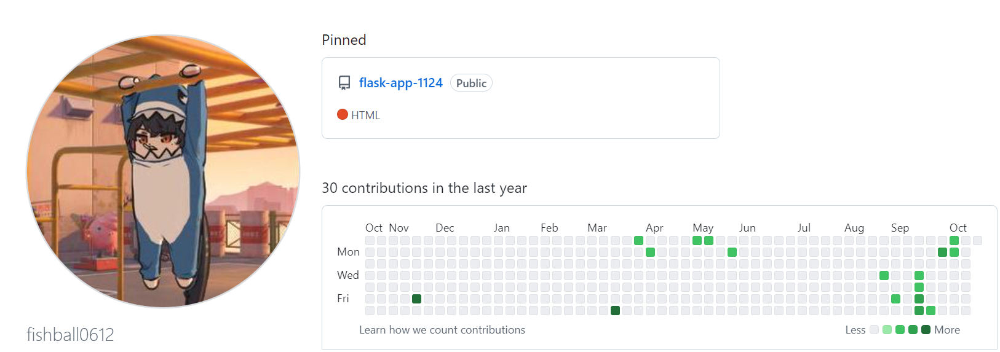 Pinned
flask-app-1124 Public
HTML
30 contributions in the last year
Oct Nov Dec Jan Feb Mar Apr May Jun Jul Aug Sep Oct
Mon
Wed
Fri
Learn how we count contributions
Less More
fishball0612